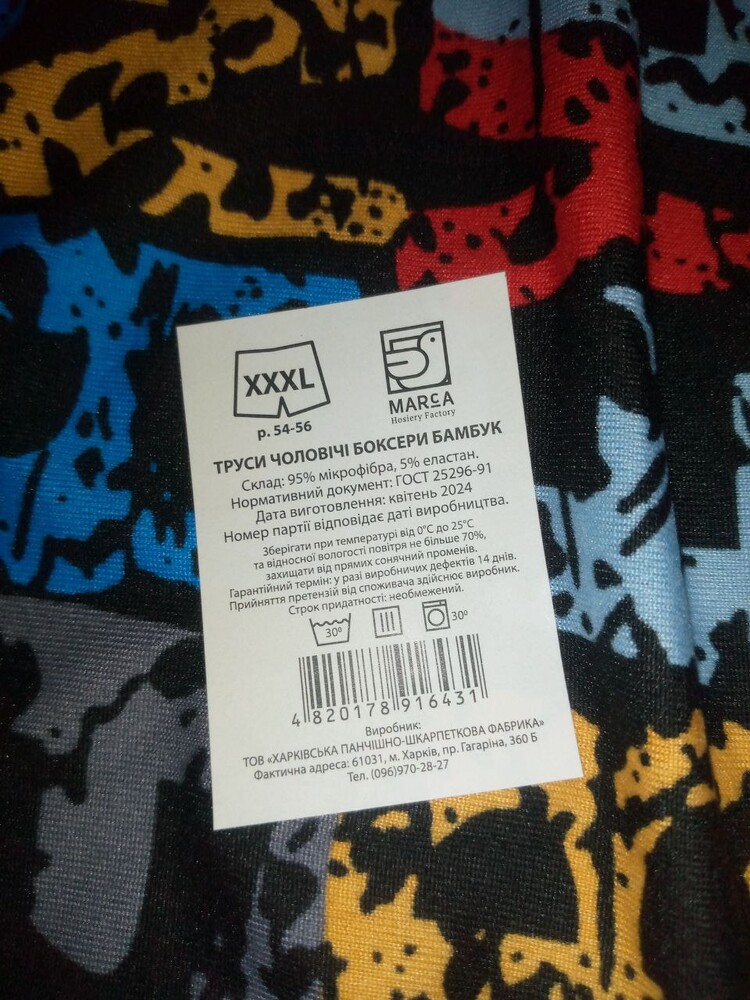 XXXL
р. 54-56
MARCA
Hosiery Factory
ТРУСИ ЧОЛОВІЧІ БОКСЕРИ БАМБУК
Склад: 95% мікрофібра, 5% еластан.
Нормативний документ: ГОСТ 25296-91
Дата виготовлення: квітень 2024
Номер партії відповідає даті виробництва.
Зберігати при температурі від 0°С до 25°С
та відносної вологості повітря не більше 70%,
захищати від прямих сонячний променів.
Гарантійний термін: у разі виробничих дефектів 14 днів.
Прийняття претензій від споживача здійснює виробник.
Строк придатності: необмежений.
30° 30°
4 820178 916431
Виробник:
ТОВ «ХАРКІВСЬКА ПАНЧІШНО-ШКАРПЕТКОВА ФАБРИКА»
Фактична адреса: 61031, м. Харків, пр. Гагаріна, 360 Б
Тел. (096)970-28-27